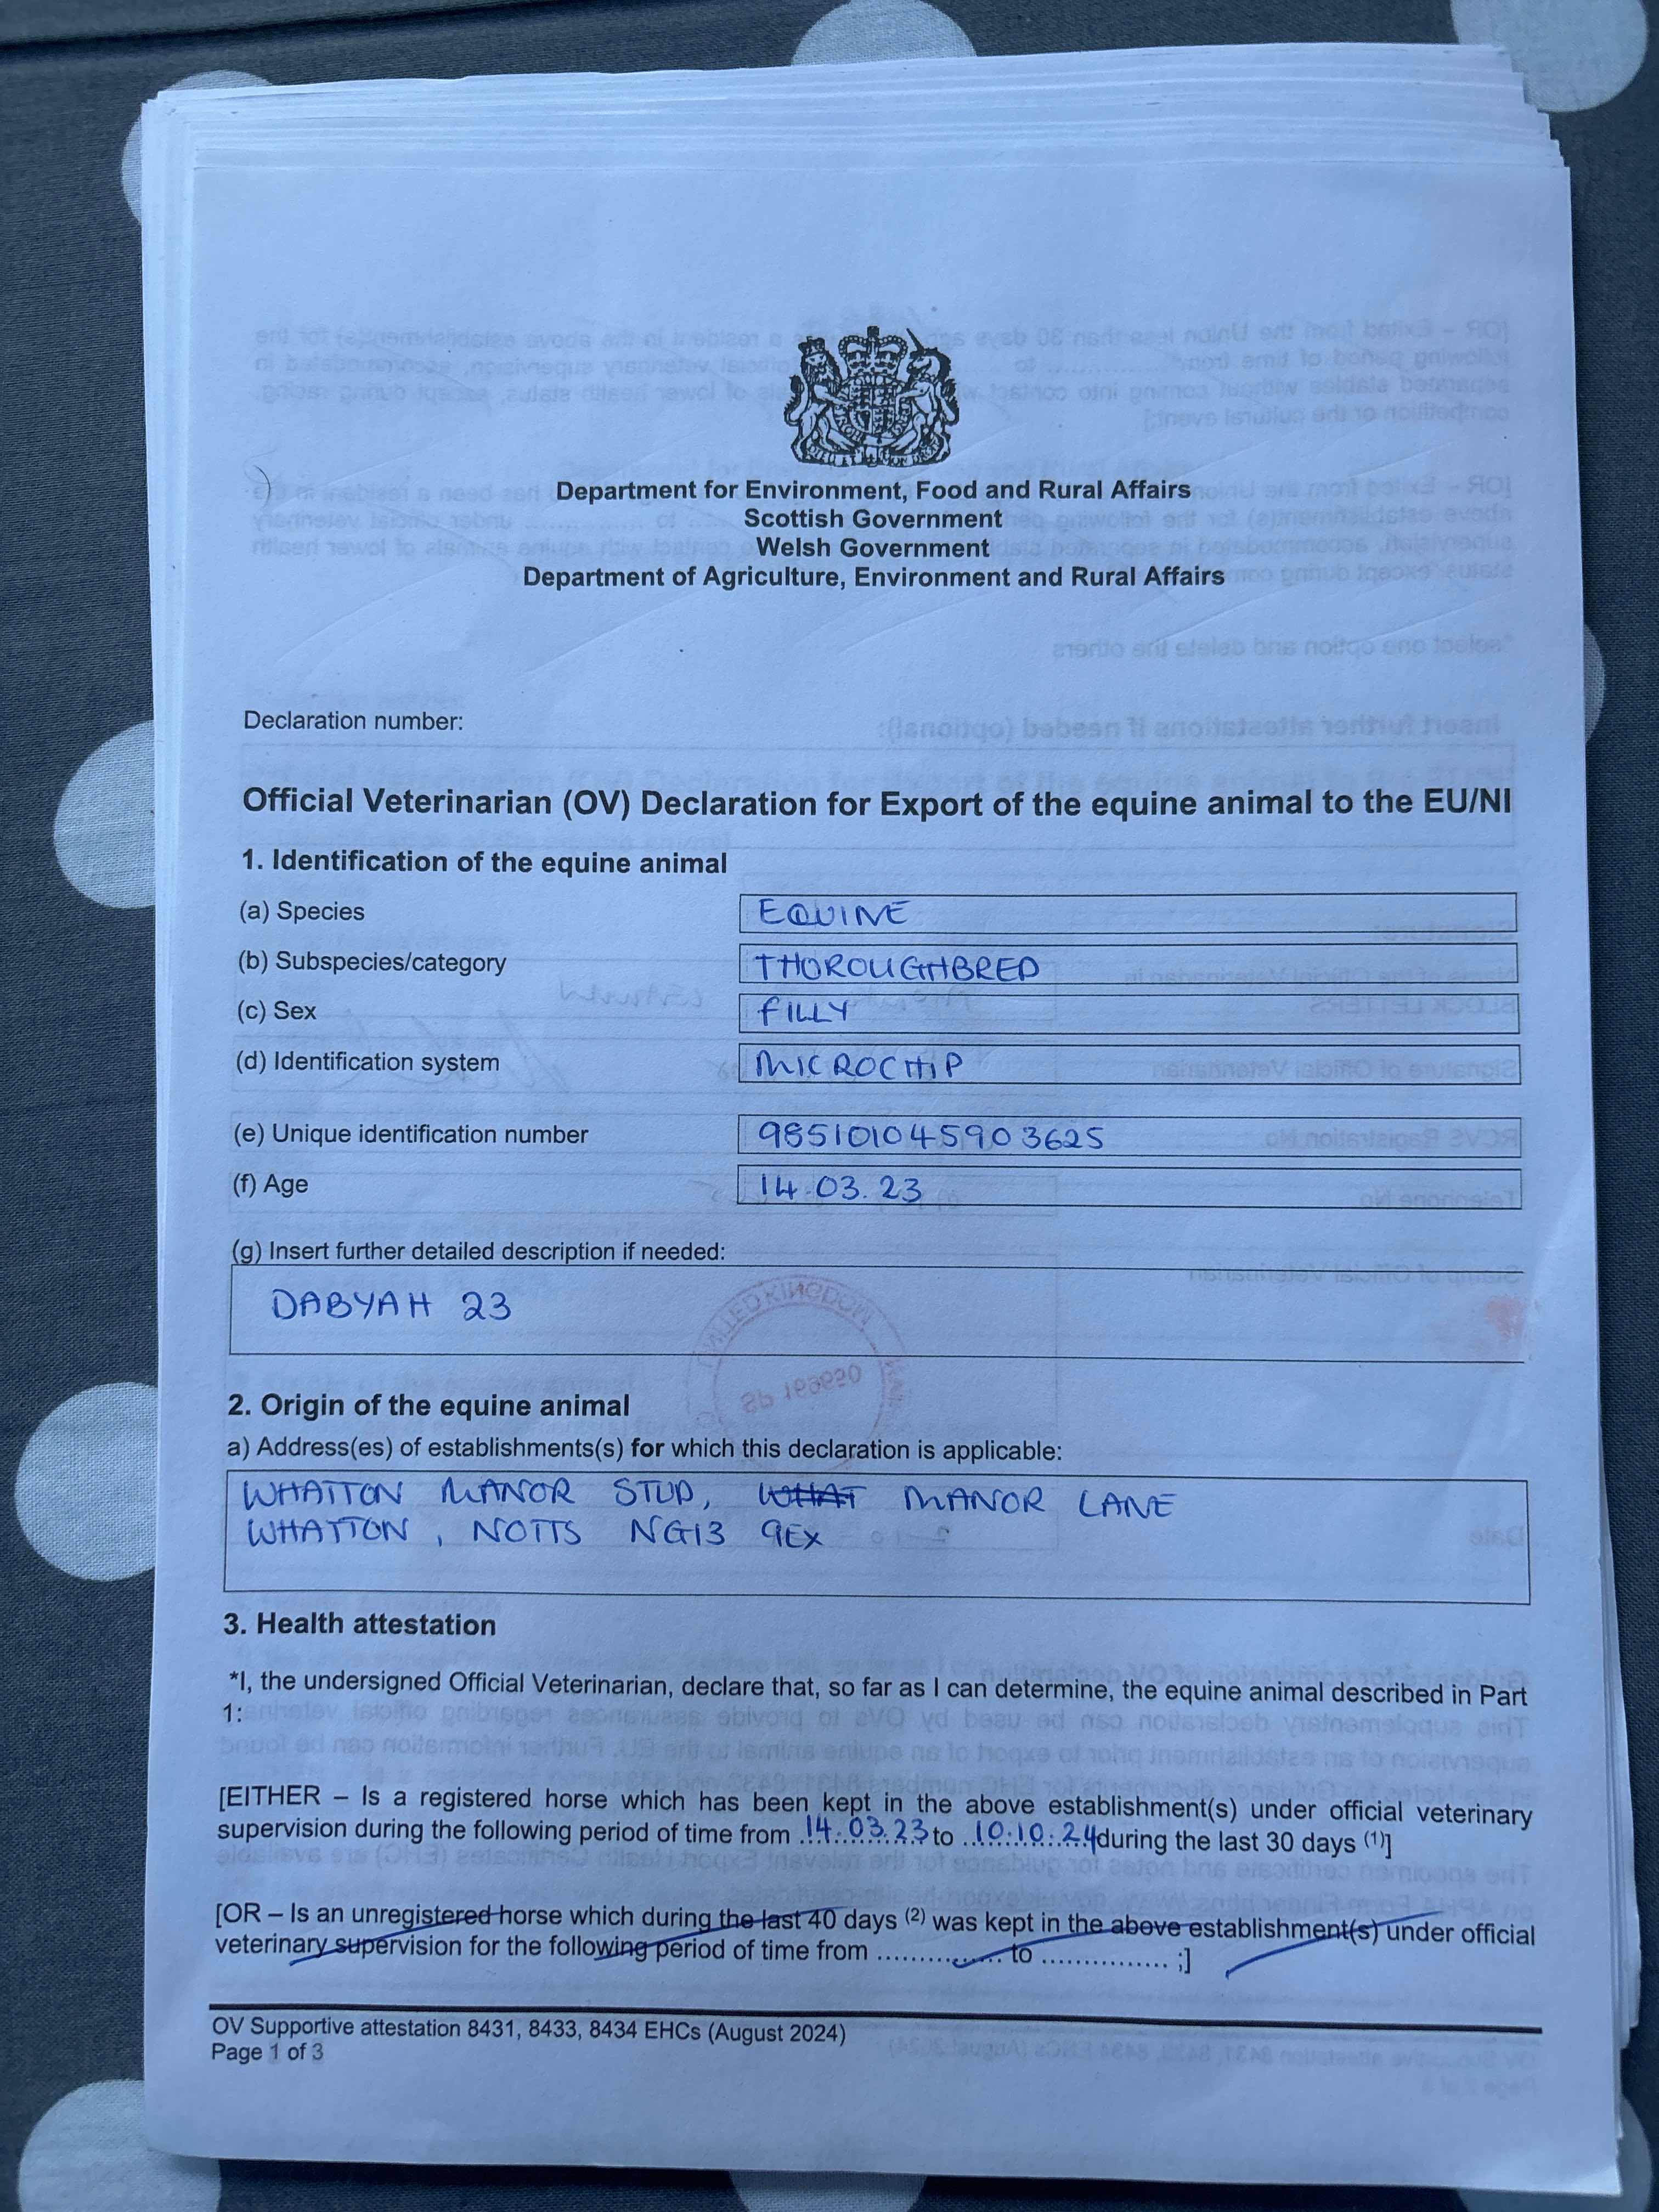 Department for Environment, Food and Rural Affairs
Scottish Government
Welsh Government
Department of Agriculture, Environment and Rural Affairs
Declaration number:
Official Veterinarian (OV) Declaration for Export of the equine animal to the EU/NI
1. Identification of the equine animal
(a) Species EQUINE
(b) Subspecies/category THOROUGHBRED
(c) Sex FILLY
(d) Identification system MICROCHIP
(e) Unique identification number 985101045903625
(f) Age 14.03.23
(g) Insert further detailed description if needed:
DABYAH 23
UNITED KINGDOM
SP 169930
2. Origin of the equine animal
a) Address(es) of establishments(s) for which this declaration is applicable:
WHATTON MANOR STUD, WHAT MANOR LANE
WHATTON, NOTTS NG13 9EX
3. Health attestation
*I, the undersigned Official Veterinarian, declare that, so far as I can determine, the equine animal described in Part
1:
[EITHER – Is a registered horse which has been kept in the above establishment(s) under official veterinary
supervision during the following period of time from 14.03.23 to 10.10.24 during the last 30 days (1)]
[OR – Is an unregistered horse which during the last 40 days (2) was kept in the above establishment(s) under official
veterinary supervision for the following period of time from .................. to ............... ;]
OV Supportive attestation 8431, 8433, 8434 EHCs (August 2024)
Page 1 of 3